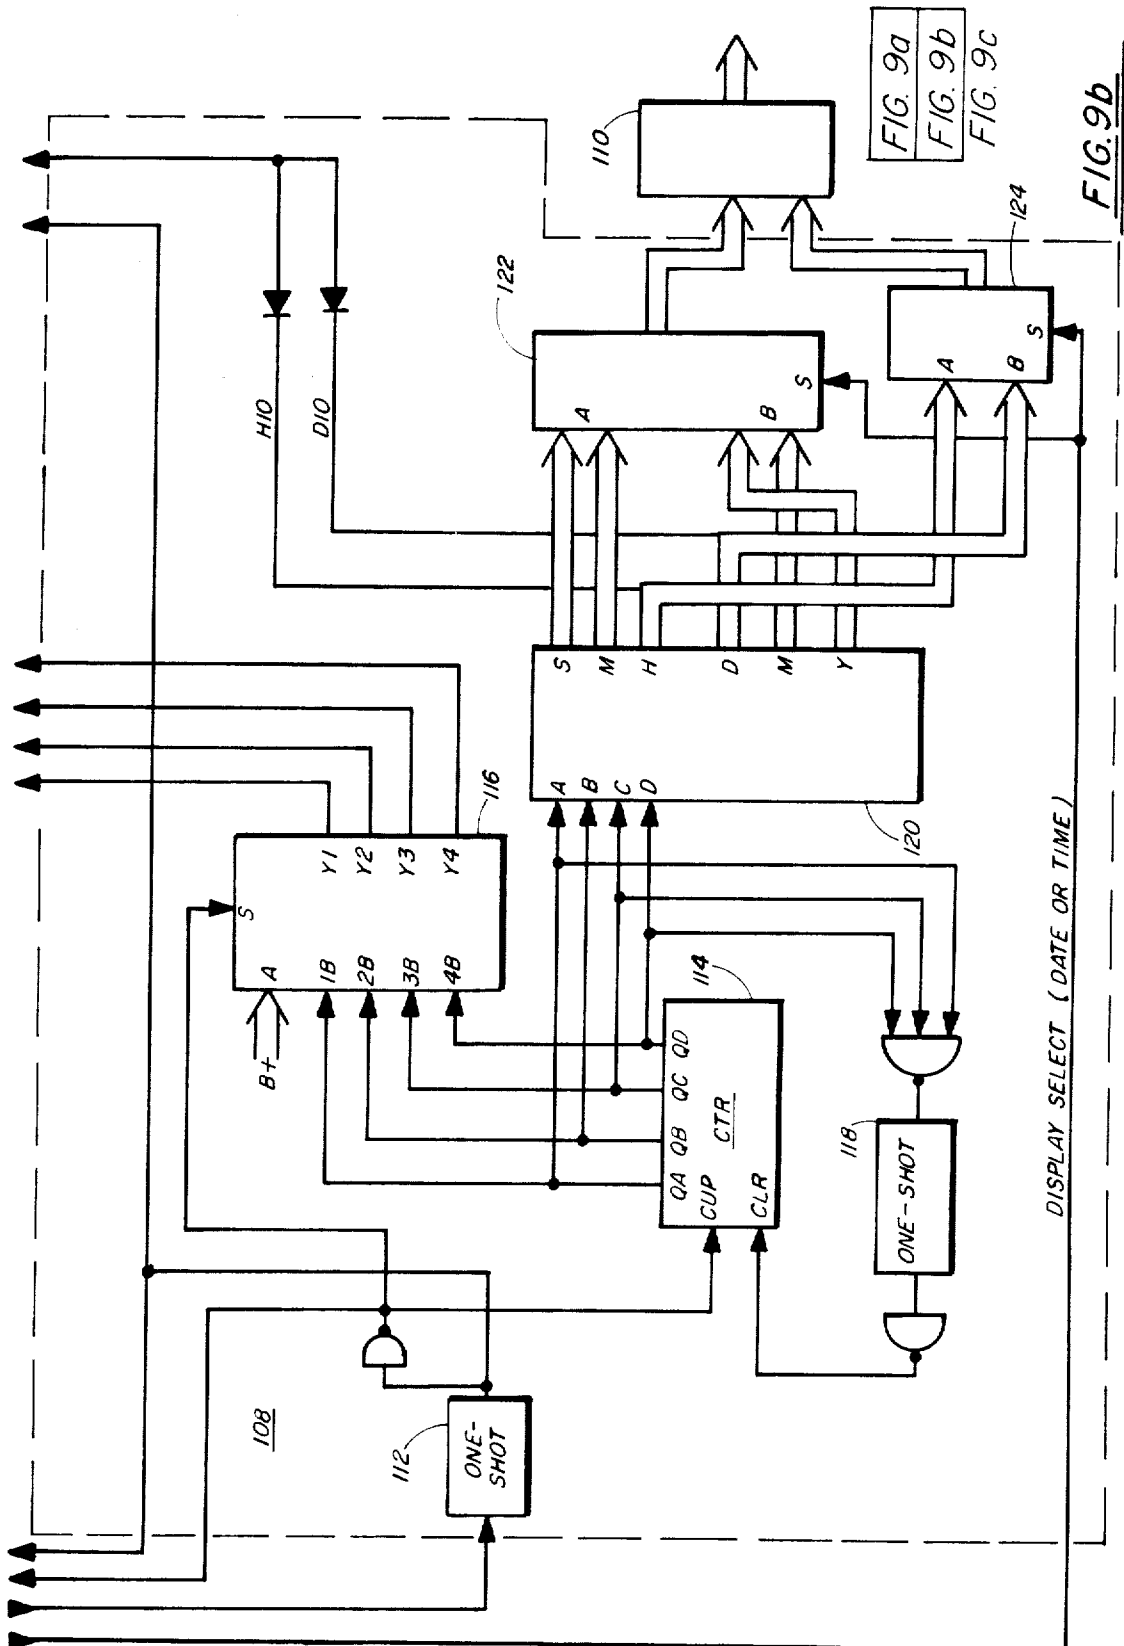 FIG. 9a
FIG. 9b
FIG. 9c
FIG. 9b
110
122
124
H10
D10
A
B
S
A
B
S
S
M
H
D
M
Y
A
B
C
D
120
116
S
A
B+
1B
2B
3B
4B
Y1
Y2
Y3
Y4
114
QA QB QC QD
CUP
CTR
CLR
118
ONE-SHOT
108
112
ONE-
SHOT
DISPLAY SELECT (DATE OR TIME)